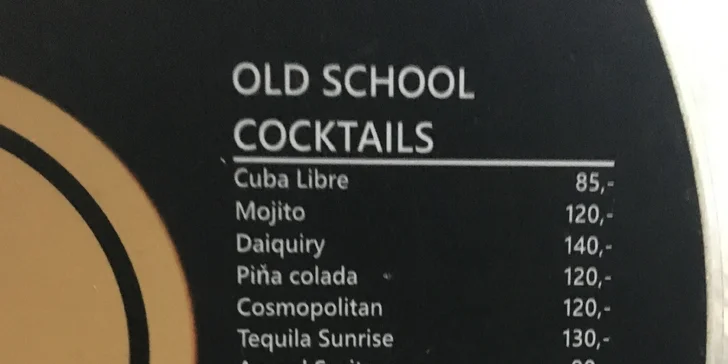 OLD SCHOOL
COCKTAILS
Cuba Libre 85,-
Mojito 120,-
Daiquiry 140,-
Piňa colada 120,-
Cosmopolitan 120,-
Tequila Sunrise 130,-